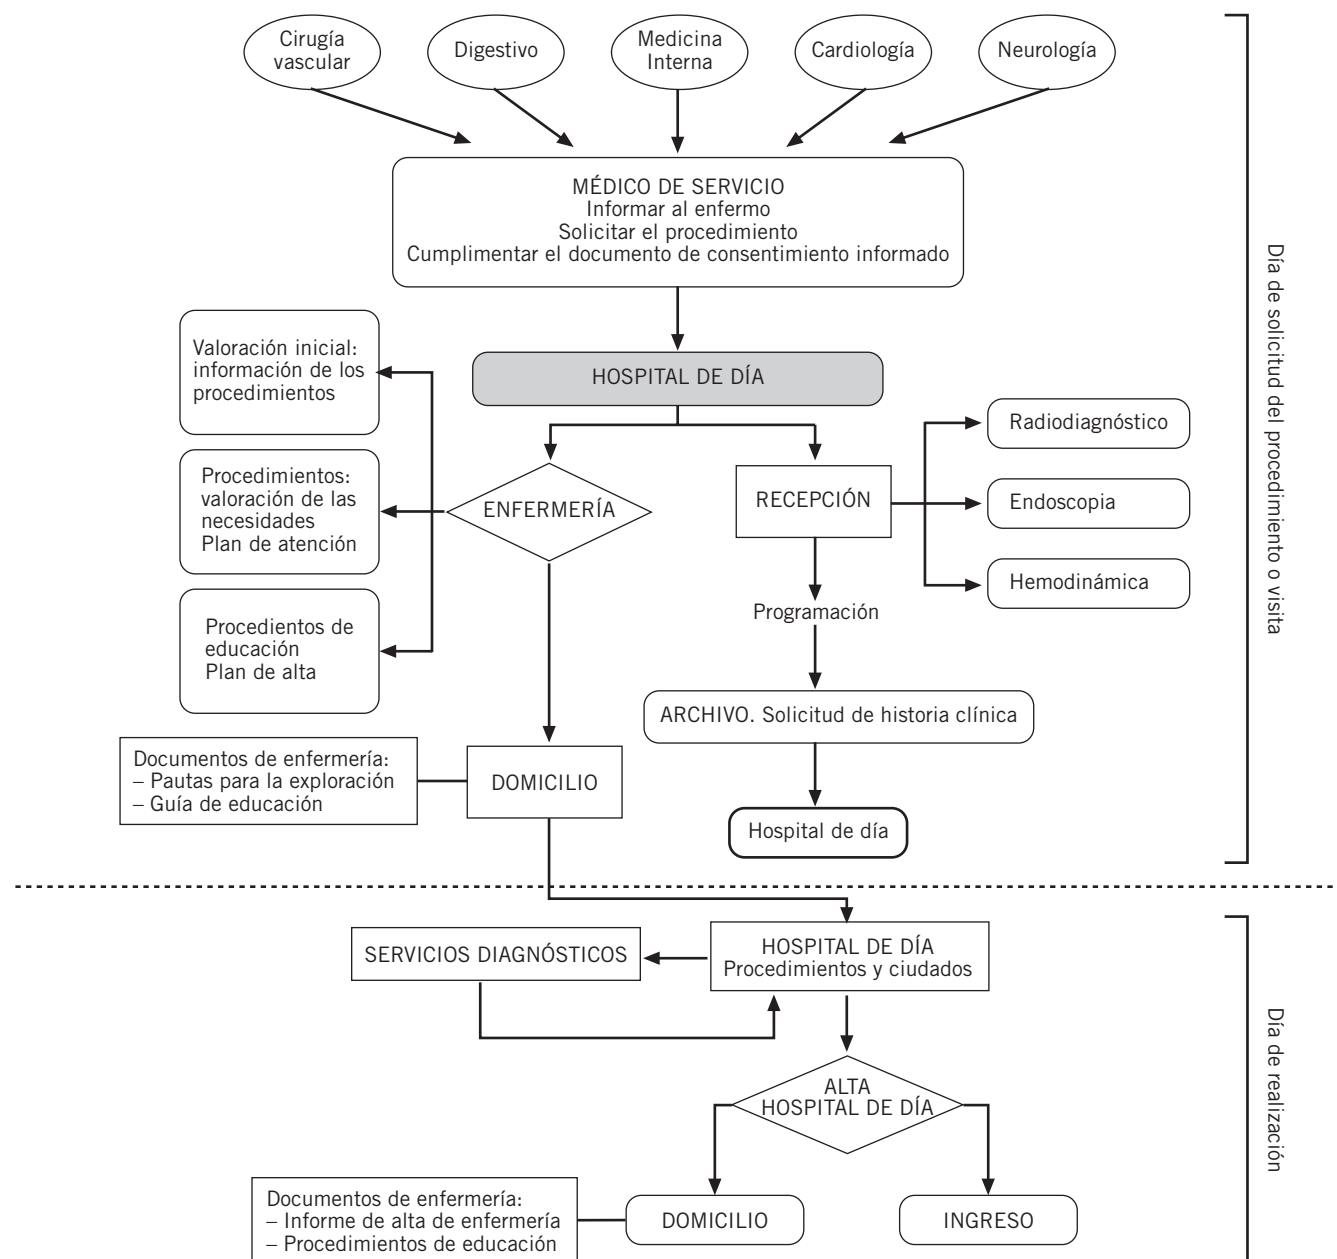 Cirugía
vascular
Digestivo
Medicina
Interna
Cardiología
Neurología
MÉDICO DE SERVICIO
Informar al enfermo
Solicitar el procedimiento
Cumplimentar el documento de consentimiento informado
Día de solicitud del procedimiento o visita
HOSPITAL DE DÍA
Valoración inicial:
información de los
procedimientos
Procedimientos:
valoración de las
necesidades
Plan de atención
Procedientos de
educación
Plan de alta
ENFERMERÍA
RECEPCIÓN
Radiodiagnóstico
Endoscopia
Hemodinámica
Programación
ARCHIVO. Solicitud de historia clínica
Hospital de día
Documentos de enfermería:
– Pautas para la exploración
– Guía de educación
DOMICILIO
SERVICIOS DIAGNÓSTICOS
HOSPITAL DE DÍA
Procedimientos y ciudados
Día de realización
ALTA
HOSPITAL DE DÍA
Documentos de enfermería:
– Informe de alta de enfermería
– Procedimientos de educación
DOMICILIO
INGRESO